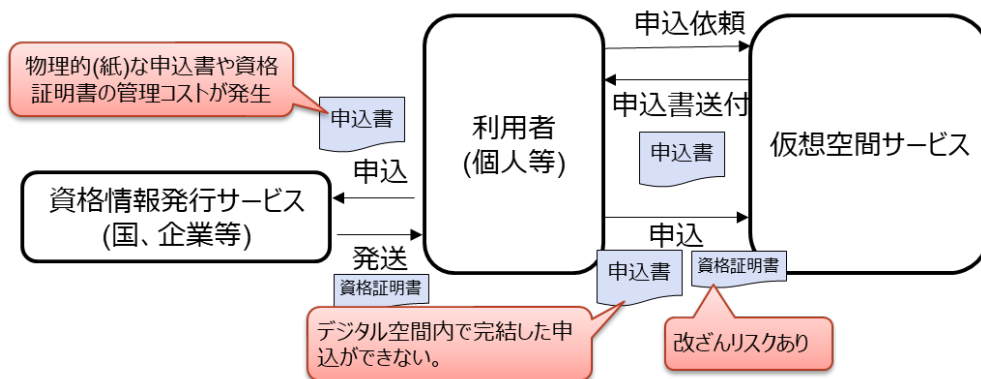 物理的(紙)な申込書や資格
証明書の管理コストが発生
申込書
申込
資格情報発行サービス
(国、企業等)
発送
資格証明書
利用者
(個人等)
申込依頼
申込書送付
申込書
申込
申込書
資格証明書
仮想空間サービス
デジタル空間内で完結した申
込ができない。
改ざんリスクあり